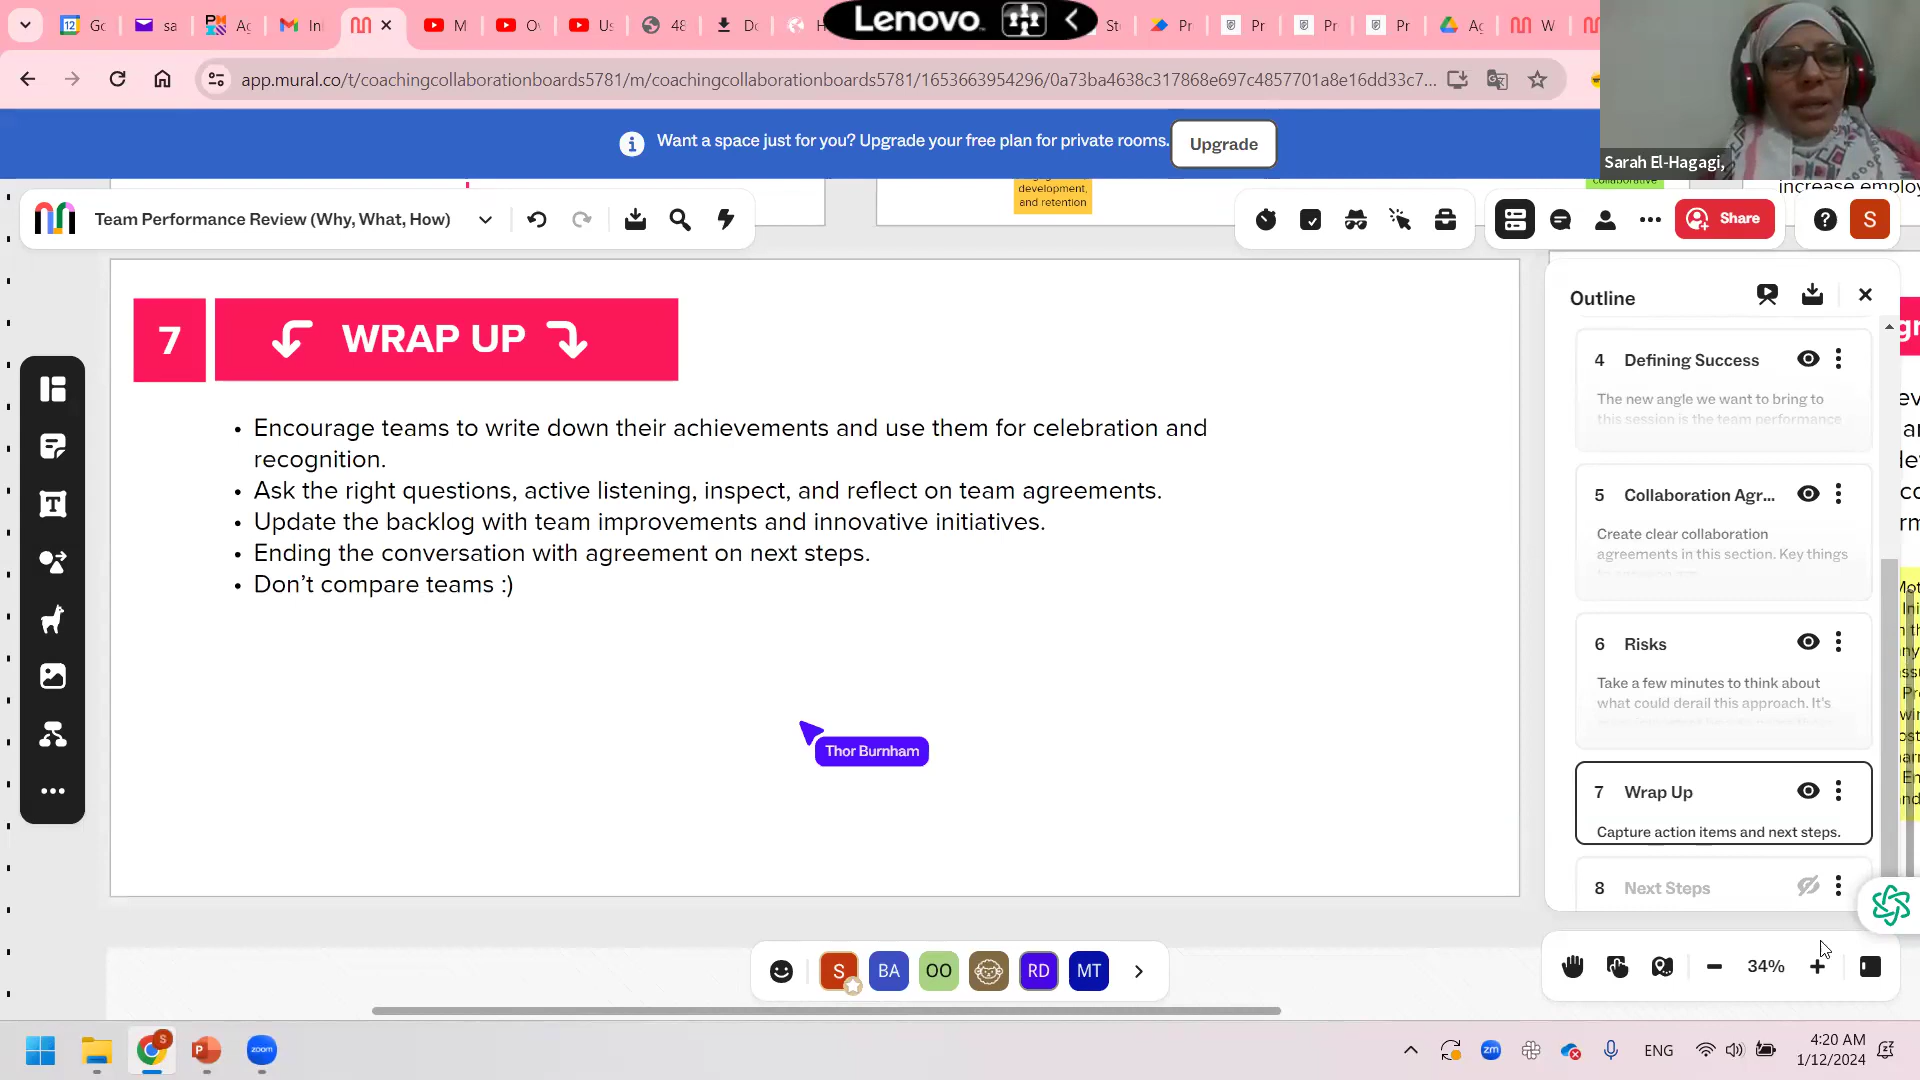 Lenovo
app.mural.co/t/coachingcollaborationboards5781/m/coachingcollaborationboards5781/1653663954296/0a73ba4638c317868e697c4857701a8e16dd33c7...
Want a space just for you? Upgrade your free plan for private rooms.
Upgrade
Sarah El-Hagagi,
development,
and retention
Team Performance Review (Why, What, How)
Share
S
7
WRAP UP
• Encourage teams to write down their achievements and use them for celebration and
recognition.
• Ask the right questions, active listening, inspect, and reflect on team agreements.
• Update the backlog with team improvements and innovative initiatives.
• Ending the conversation with agreement on next steps.
• Don't compare teams :)
Thor Burnham
Outline
4 Defining Success
The new angle we want to bring to
this session is the team performance
5 Collaboration Agr...
Create clear collaboration
agreements in this section. Key things
6 Risks
Take a few minutes to think about
what could derail this approach. It's
7 Wrap Up
Capture action items and next steps.
8 Next Steps
S
BA
OO
RD
MT
34%
zoom
zm
ENG
4:20 AM
1/12/2024